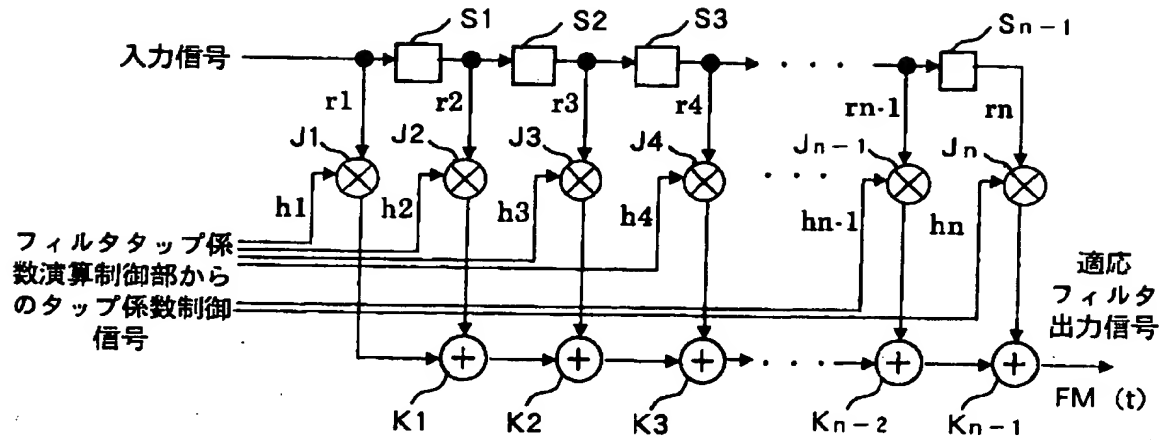 S1
S2
S3
Sn-1
入力信号
r1
r2
r3
r4
rn-1
rn
J1
J2
J3
J4
Jn-1
Jn
. . .
. . .
h1
h2
h3
h4
hn-1
hn
フィルタタップ係
数演算制御部から
のタップ係数制御
信号
適応
フィルタ
出力信号
+
+
+
. . .
+
+
FM (t)
K1
K2
K3
Kn-2
Kn-1